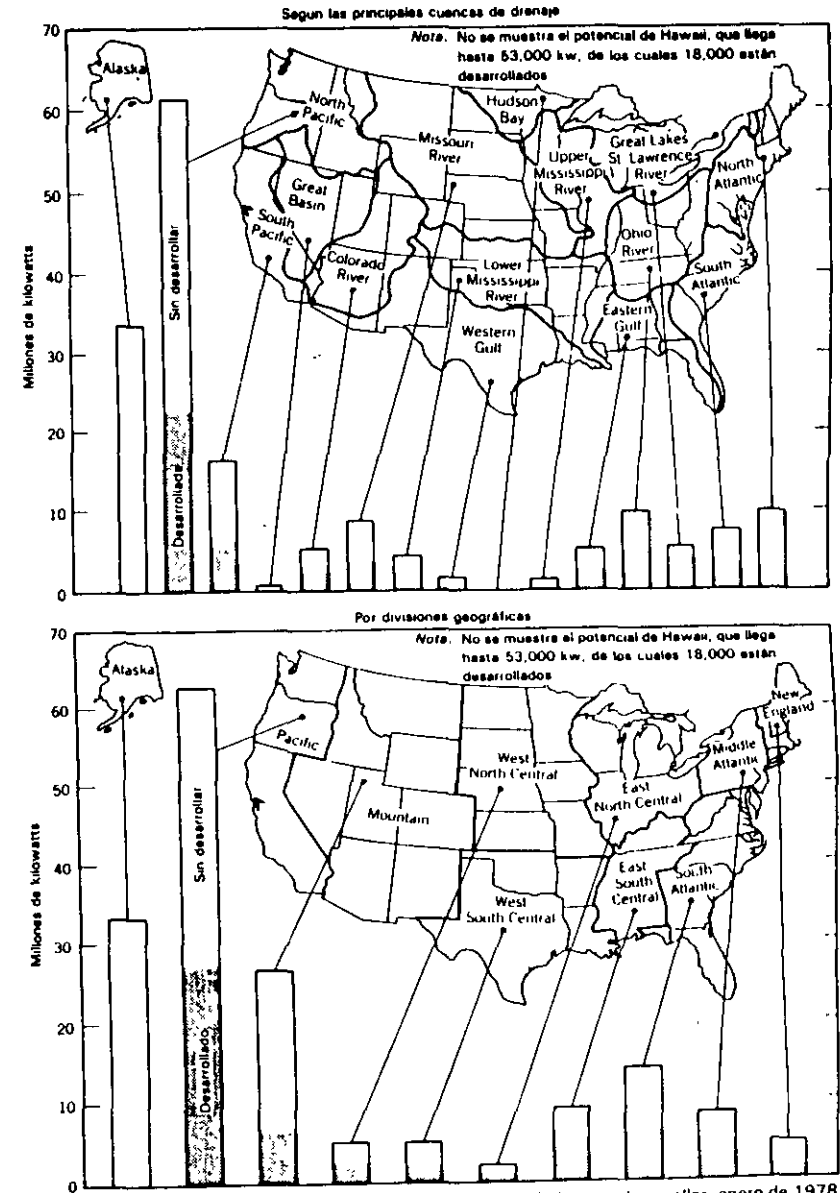 Segun las principales cuencas de drenaje
70
60
50
40
30
20
10
0
Millones de kilowatts
Nota. No se muestra el potencial de Hawaii, que llega
hasta 53,000 kw, de los cuales 18,000 están
desarrollados
Alaska
Sin desarrollar
Desarrollado
North
Pacific
Great
Basin
South
Pacific
Colorado
River
Missouri
River
Hudson
Bay
Upper
Mississippi
River
Great Lakes
St. Lawrence
River
North
Atlantic
Ohio
River
South
Atlantic
Lower
Mississippi
River
Eastern
Gulf
Western
Gulf
Por divisiones geográficas
70
60
50
40
30
20
10
0
Millones de kilowatts
Nota. No se muestra el potencial de Hawaii, que llega
hasta 53,000 kw, de los cuales 18,000 están
desarrollados
Alaska
Sin desarrollar
Desarrollado
Pacific
Mountain
West
North Central
West
South Central
East
North Central
East
South
Central
South
Atlantic
Middle
Atlantic
New
England
enero de 1978